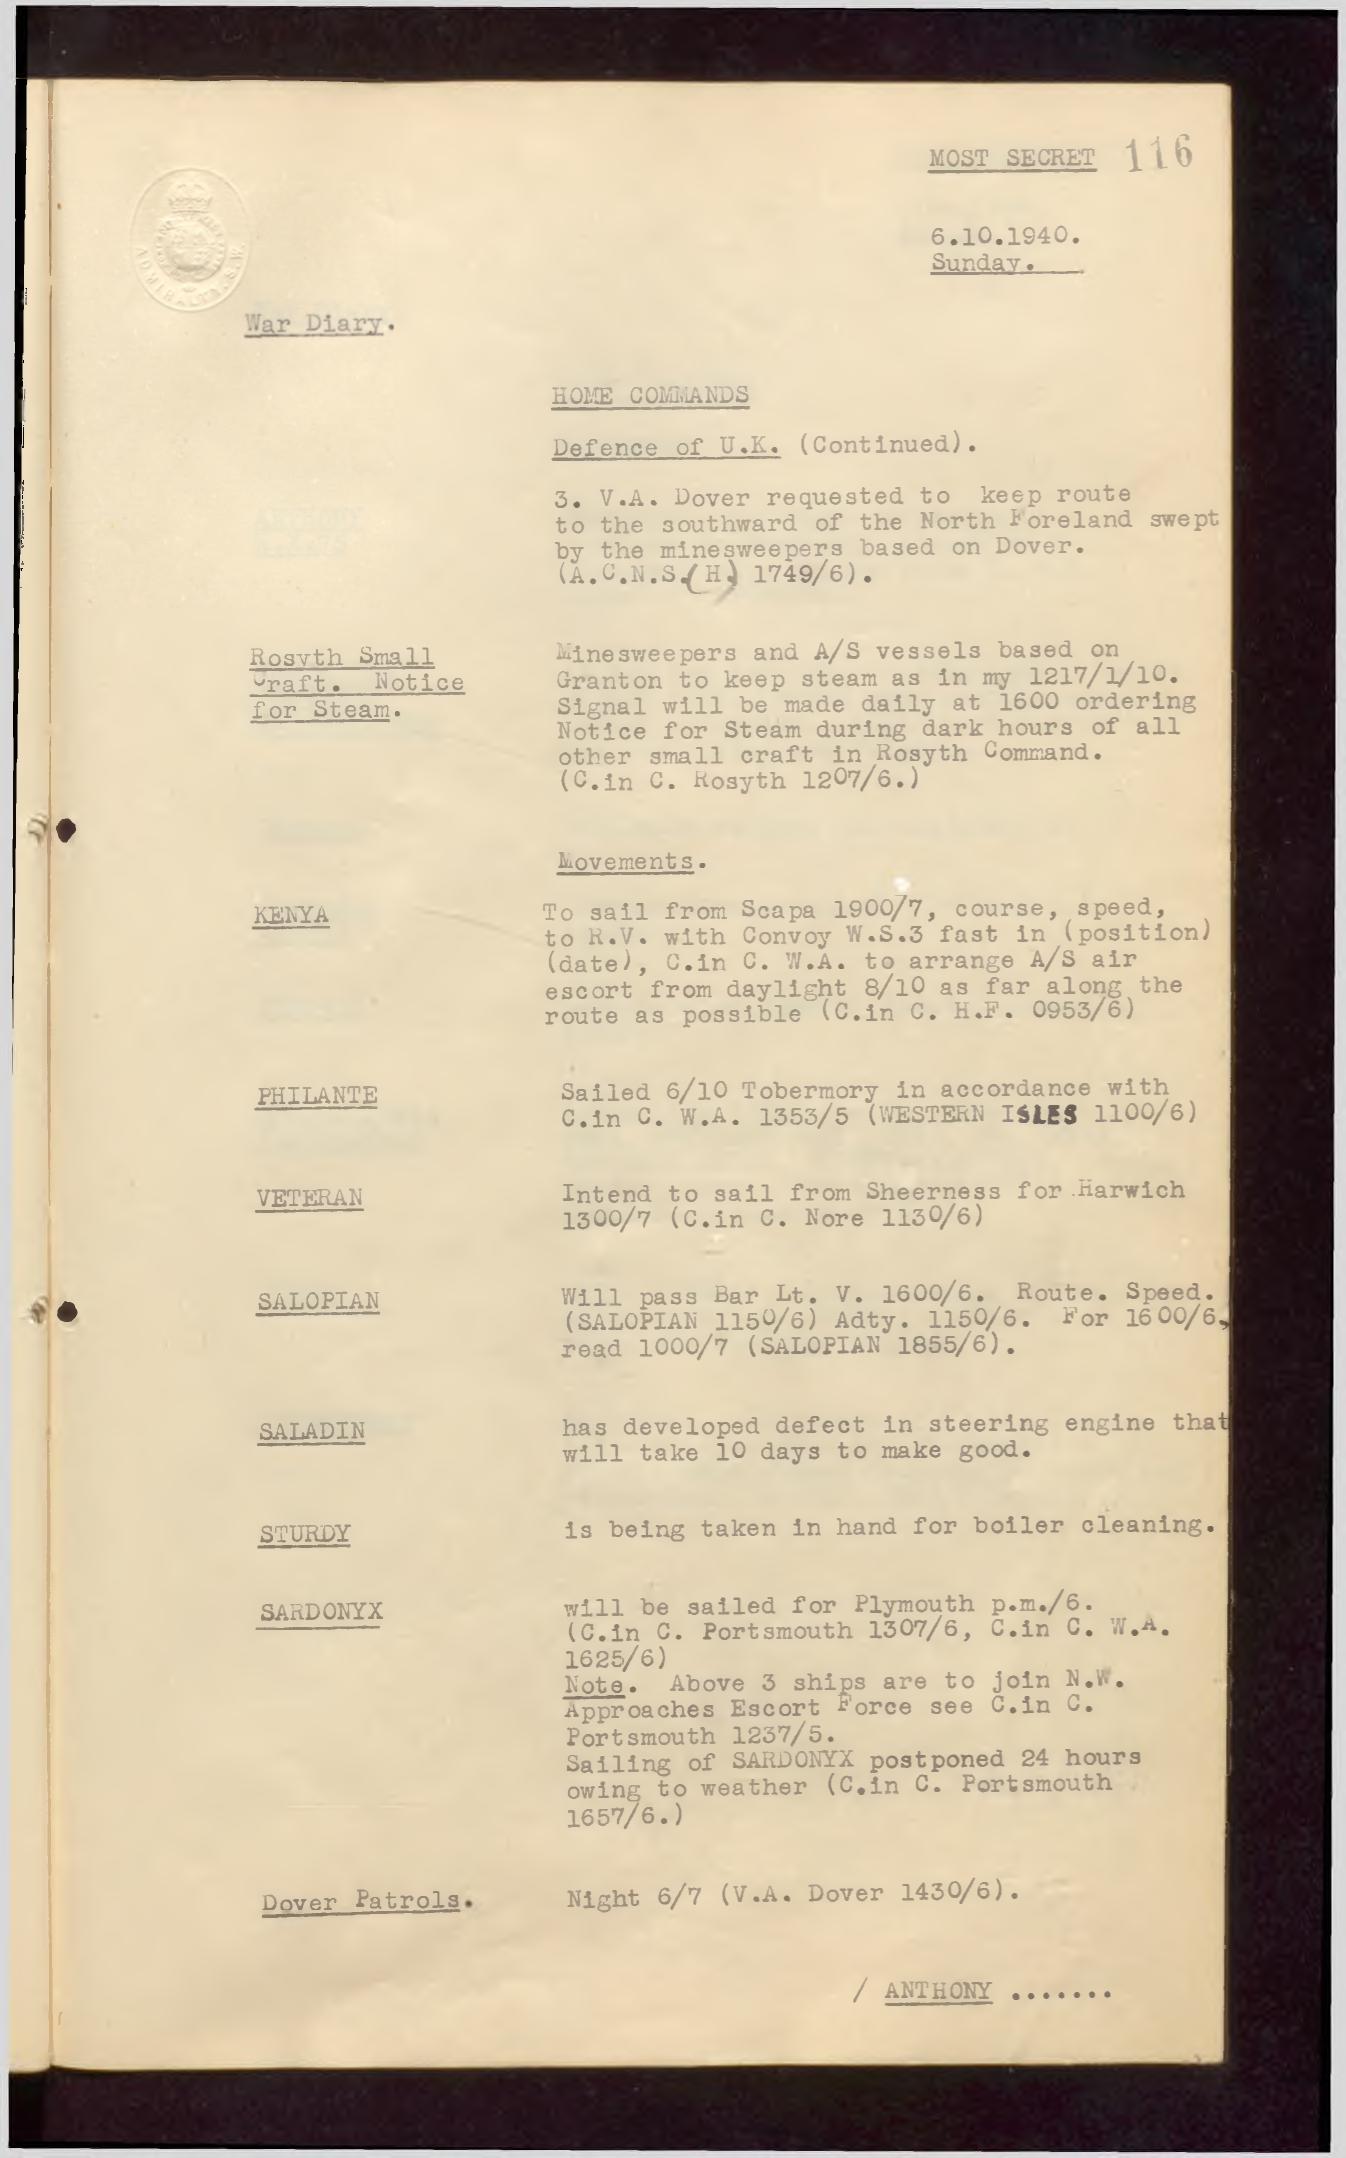 MOST SECRET 116
6.10.1940.
Sunday.
ADMIRALTY. S.W.
War Diary.
HOME COMMANDS
Defence of U.K. (Continued).
3. V.A. Dover requested to keep route
to the southward of the North Foreland swept
by the minesweepers based on Dover.
(A.C.N.S.(H) 1749/6).
Rosyth Small
Craft. Notice
for Steam.
Minesweepers and A/S vessels based on
Granton to keep steam as in my 1217/1/10.
Signal will be made daily at 1600 ordering
Notice for Steam during dark hours of all
other small craft in Rosyth Command.
(C.in C. Rosyth 1207/6.)
Movements.
KENYA
To sail from Scapa 1900/7, course, speed,
to R.V. with Convoy W.S.3 fast in (position)
(date), C.in C. W.A. to arrange A/S air
escort from daylight 8/10 as far along the
route as possible (C.in C. H.F. 0953/6)
PHILANTE
Sailed 6/10 Tobermory in accordance with
C.in C. W.A. 1353/5 (WESTERN ISLES 1100/6)
VETERAN
Intend to sail from Sheerness for Harwich
1300/7 (C.in C. Nore 1130/6)
SALOPIAN
Will pass Bar Lt. V. 1600/6. Route. Speed.
(SALOPIAN 1150/6) Adty. 1150/6. For 1600/6,
read 1000/7 (SALOPIAN 1855/6).
SALADIN
has developed defect in steering engine that
will take 10 days to make good.
STURDY
is being taken in hand for boiler cleaning.
SARDONYX
will be sailed for Plymouth p.m./6.
(C.in C. Portsmouth 1307/6, C.in C. W.A.
1625/6)
Note. Above 3 ships are to join N.W.
Approaches Escort Force see C.in C.
Portsmouth 1237/5.
Sailing of SARDONYX postponed 24 hours
owing to weather (C.in C. Portsmouth
1657/6.)
Dover Patrols.
Night 6/7 (V.A. Dover 1430/6).
/ ANTHONY .......